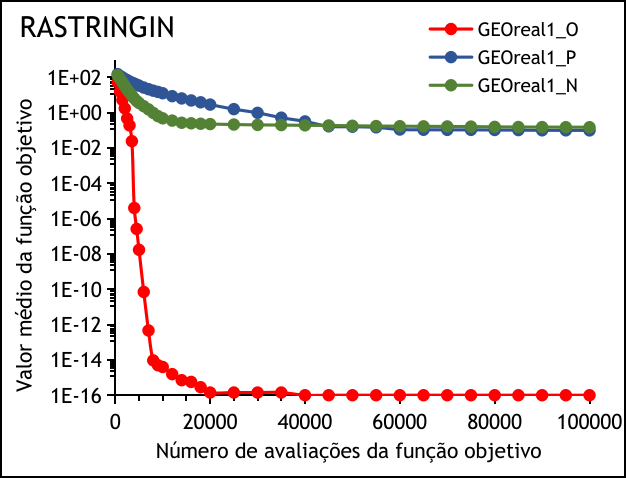 RASTRINGIN
GEOreal1_O
GEOreal1_P
GEOreal1_N
Valor médio da função objetivo
1E+02
1E+00
1E-02
1E-04
1E-06
1E-08
1E-10
1E-12
1E-14
1E-16
0 20000 40000 60000 80000 100000
Número de avaliações da função objetivo